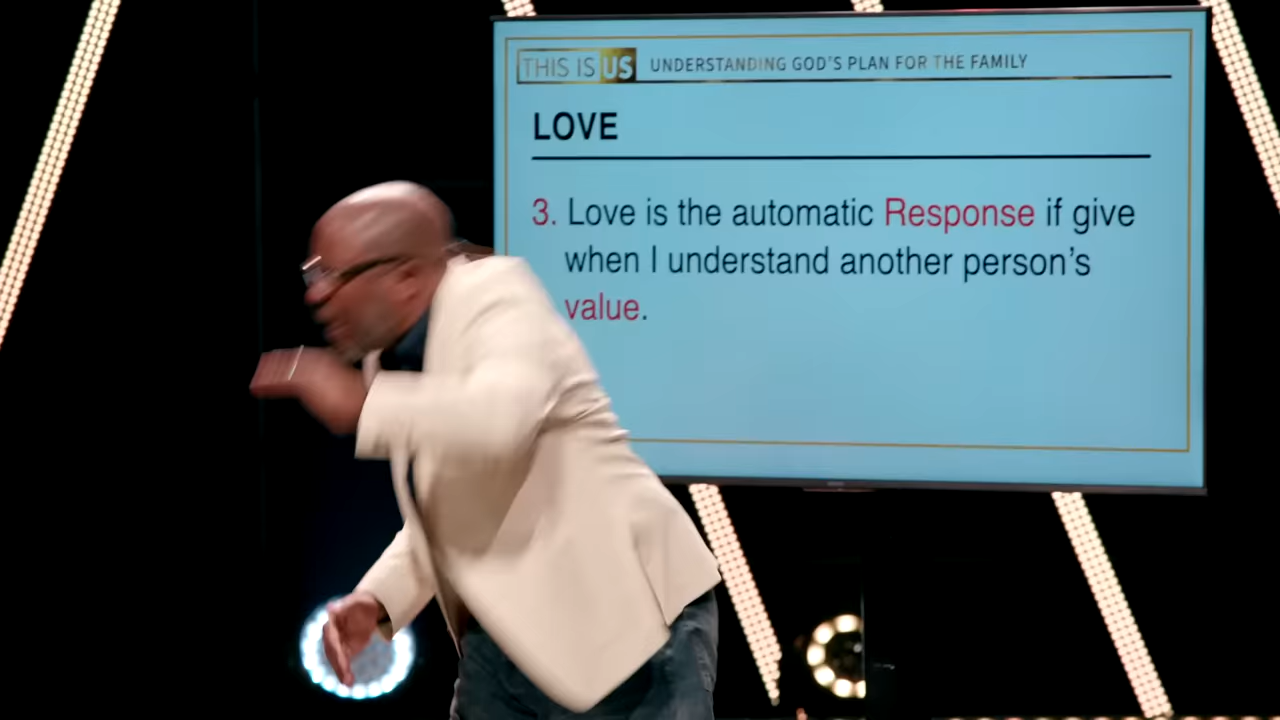 THIS IS US UNDERSTANDING GOD'S PLAN FOR THE FAMILY
LOVE
3. Love is the automatic Response if give
when I understand another person's
value.